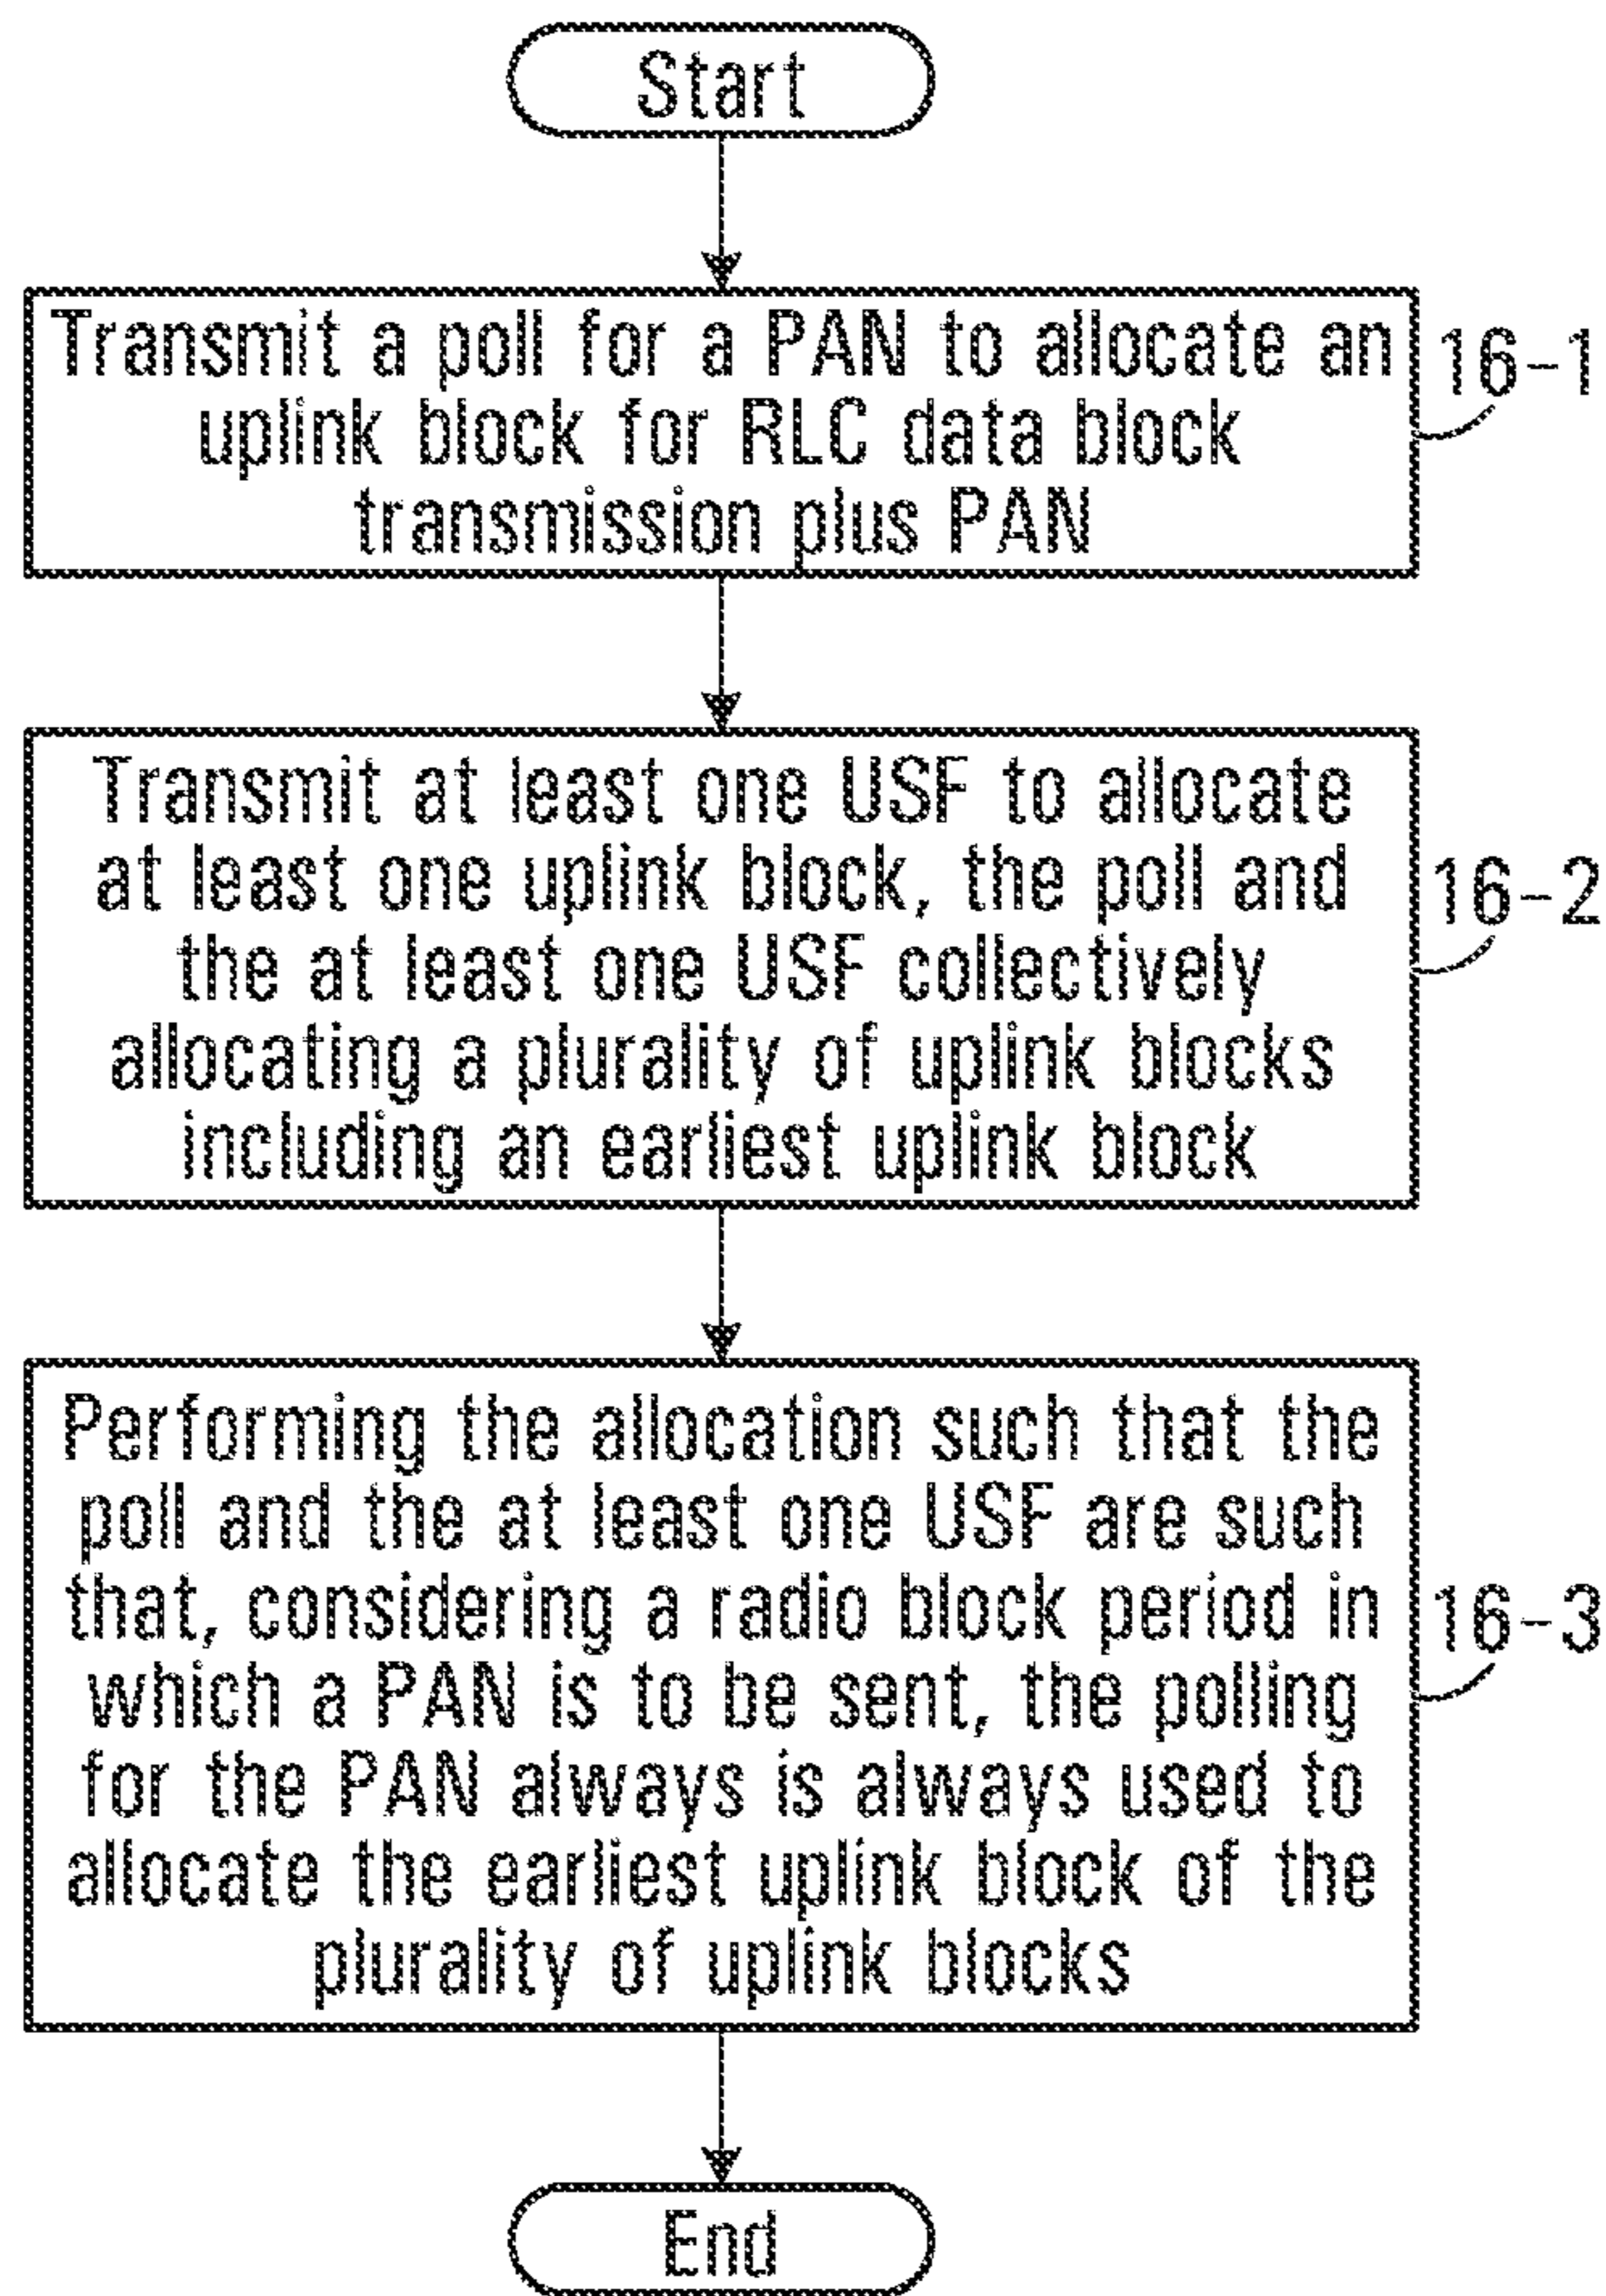 Start
Transmit a poll for a PAN to allocate an
uplink block for RLC data block
transmission plus PAN
16-1
Transmit at least one USF to allocate
at least one uplink block, the poll and
the at least one USF collectively
allocating a plurality of uplink blocks
including an earliest uplink block
16-2
Performing the allocation such that the
poll and the at least one USF are such
that, considering a radio block period in
which a PAN is to be sent, the polling
for the PAN always is always used to
allocate the earliest uplink block of the
plurality of uplink blocks
16-3
End